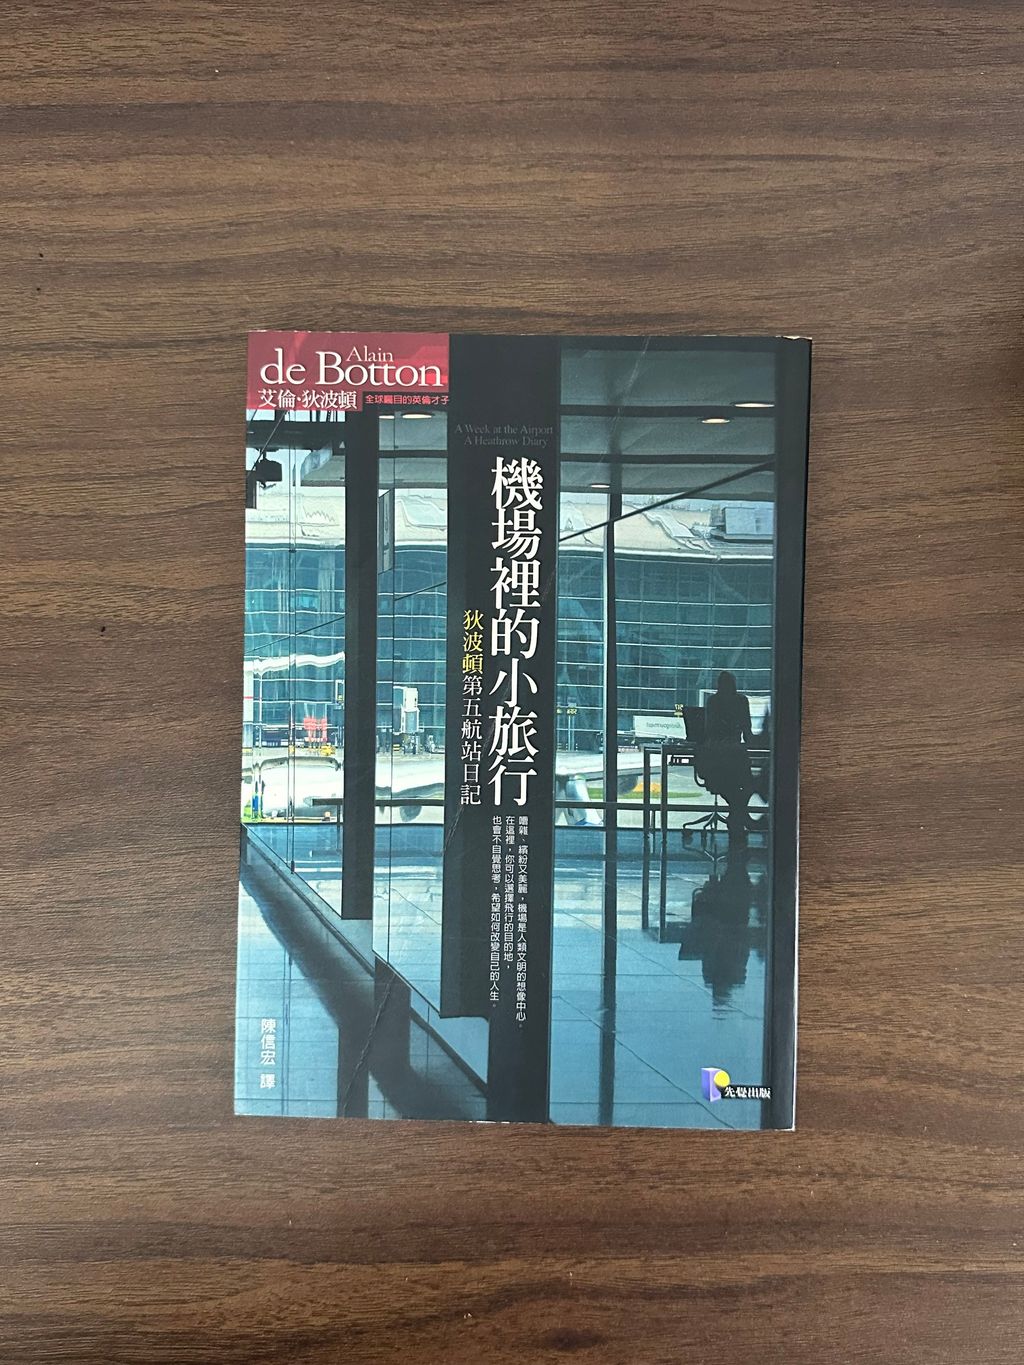 Alain
de Botton
艾倫·狄波頓 全球矚目的英倫才子
A Week at the Airport
A Heathrow Diary
機場裡的小旅行
狄波頓第五航站日記
嘈雜、繽紛又美麗，機場是人類文明的想像中心。
在這裡，你可以選擇飛行的目的地，
也會不自覺思考，希望如何改變自己的人生。
陳信宏 譯
先覺出版